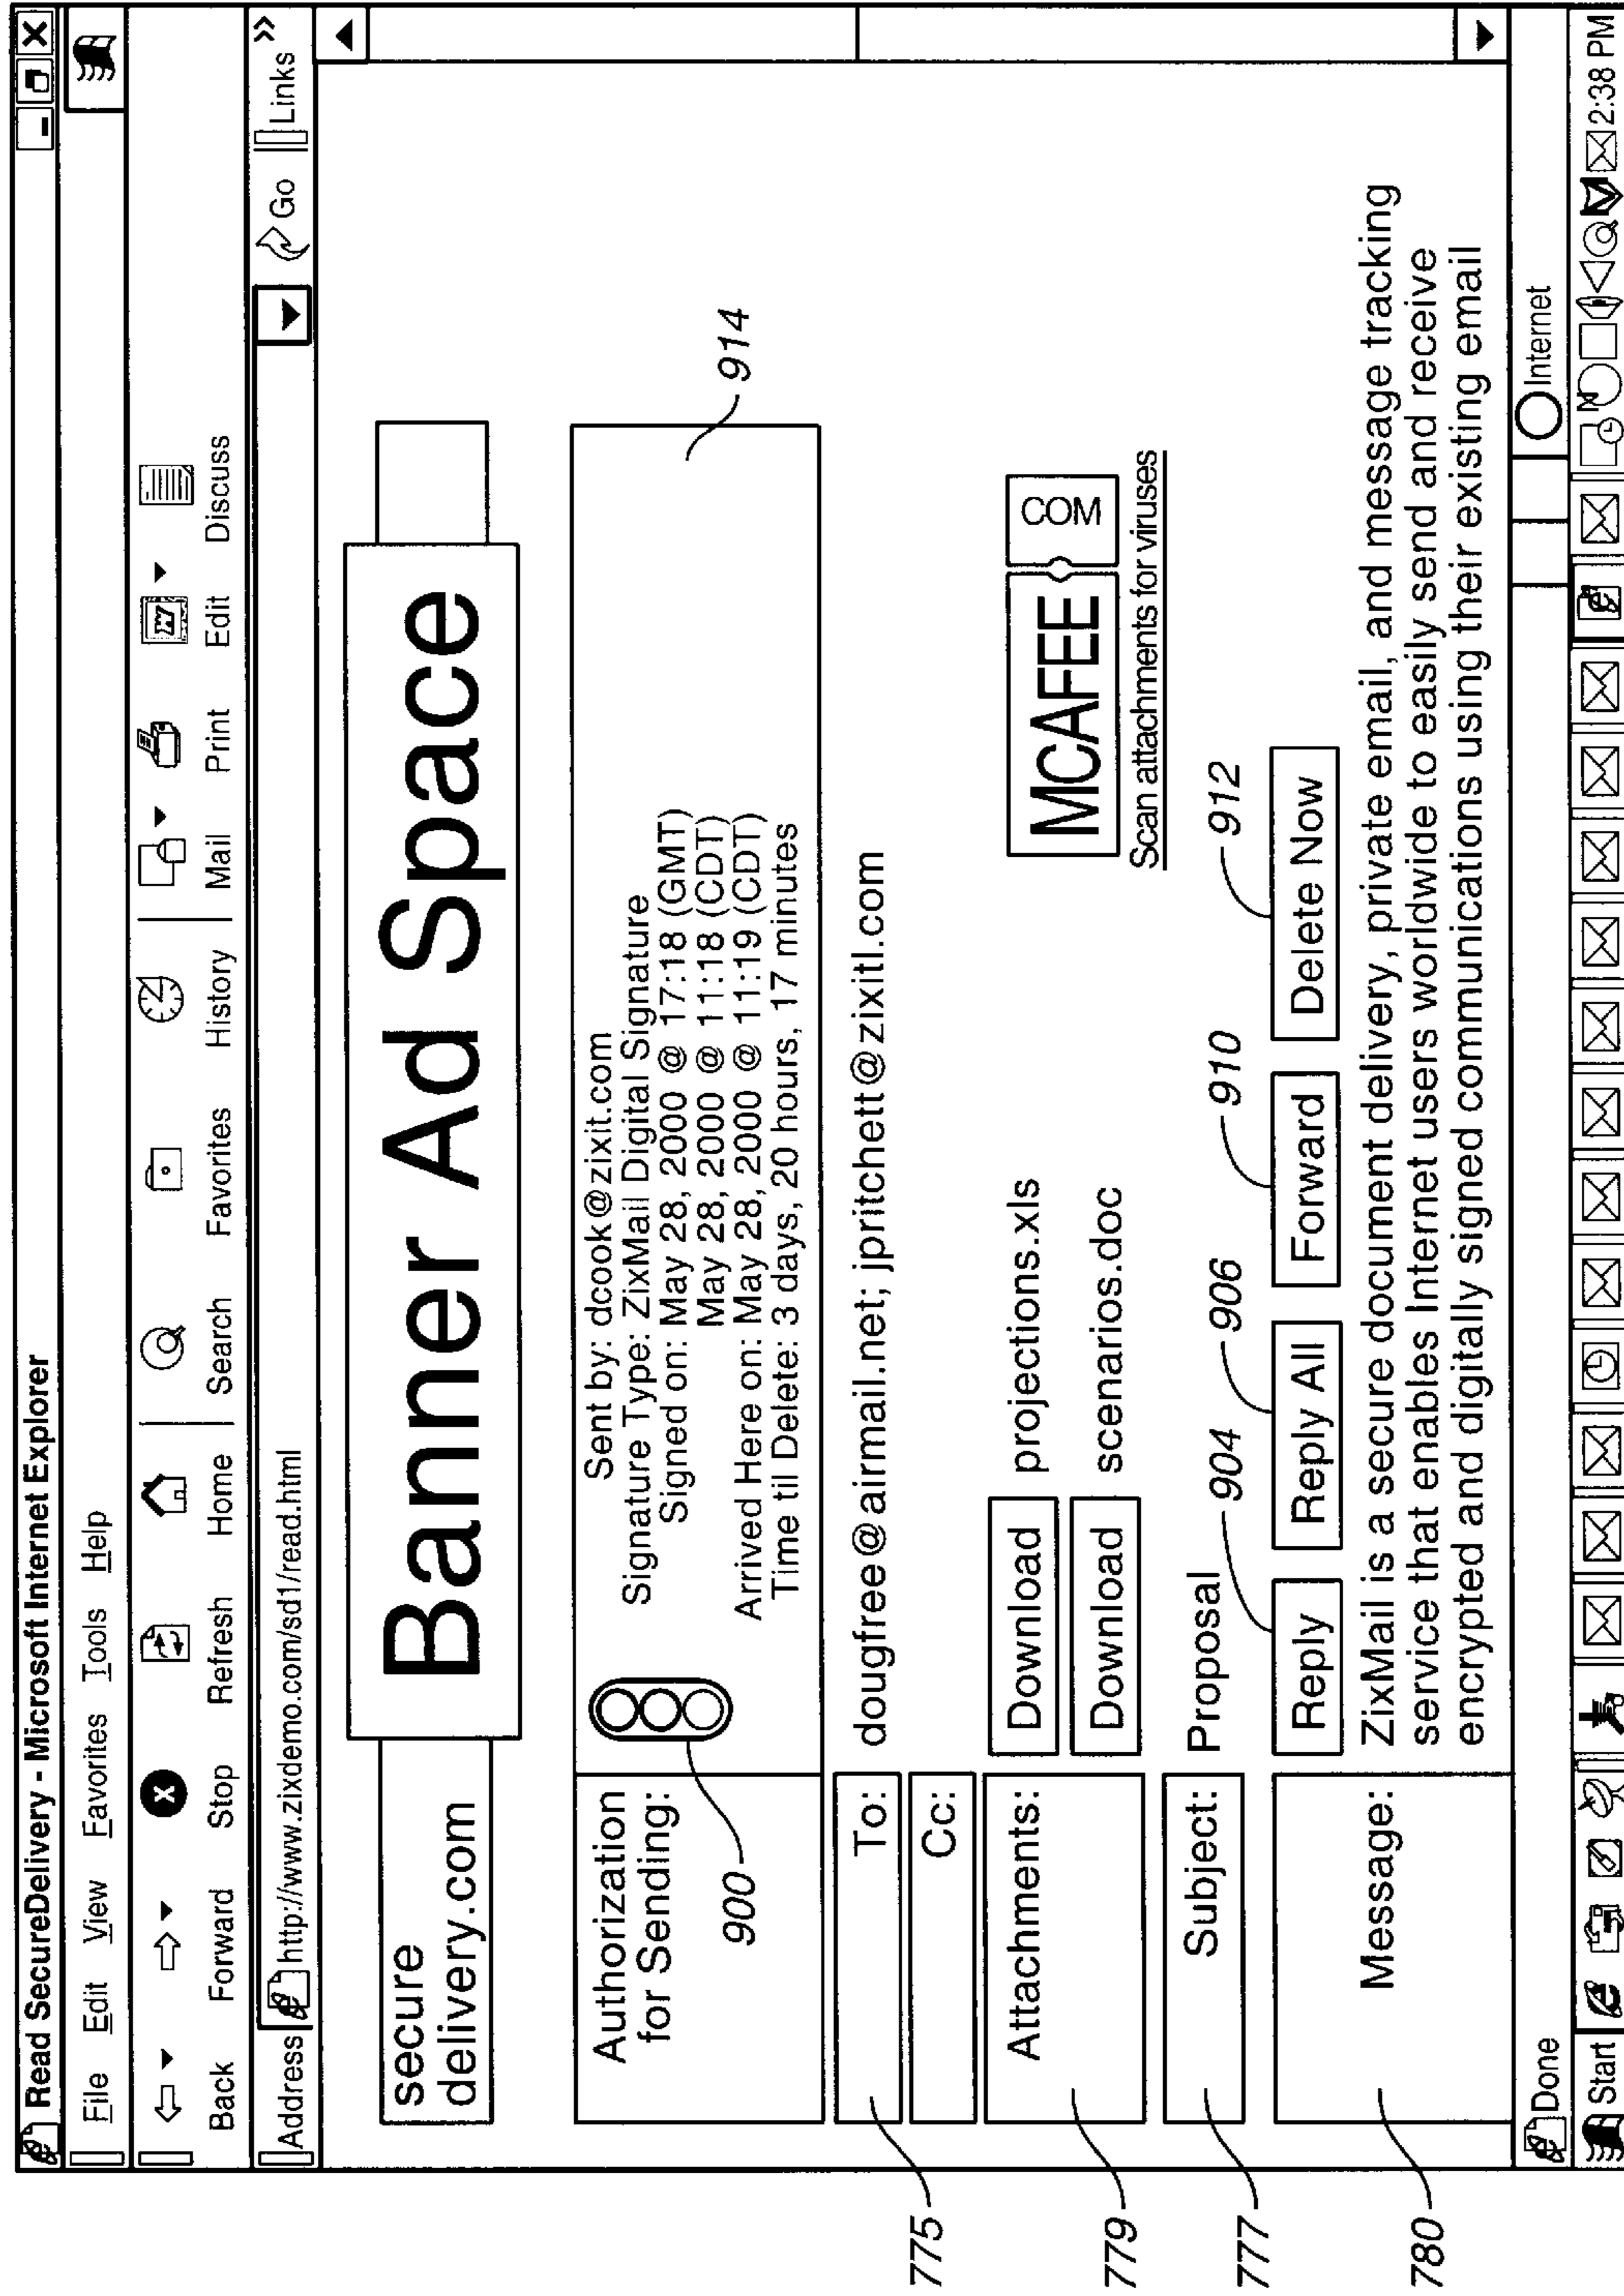 Read SecureDelivery - Microsoft Internet Explorer
File Edit View Favorites Tools Help
Back Forward Stop Refresh Home Search Favorites History Mail Print Edit Discuss
Address http://www.zixdemo.com/sd1/read.html Go Links »
secure
delivery.com
Banner Ad Space
Authorization
for Sending:
900
Sent by: dcook@zixit.com
Signature Type: ZixMail Digital Signature
Signed on: May 28, 2000 @ 17:18 (GMT)
May 28, 2000 @ 11:18 (CDT)
Arrived Here on: May 28, 2000 @ 11:19 (CDT)
Time til Delete: 3 days, 20 hours, 17 minutes
914
775
To: dougfree@airmail.net; jpritchett@zixitl.com
Cc:
779
Attachments:
Download projections.xls
Download scenarios.doc
MCAFEE COM
Scan attachments for viruses
777
Subject: Proposal
904 906 910 912
Reply Reply All Forward Delete Now
780
Message:
ZixMail is a secure document delivery, private email, and message tracking
service that enables Internet users worldwide to easily send and receive
encrypted and digitally signed communications using their existing email
Done Internet
Start 2:38 PM